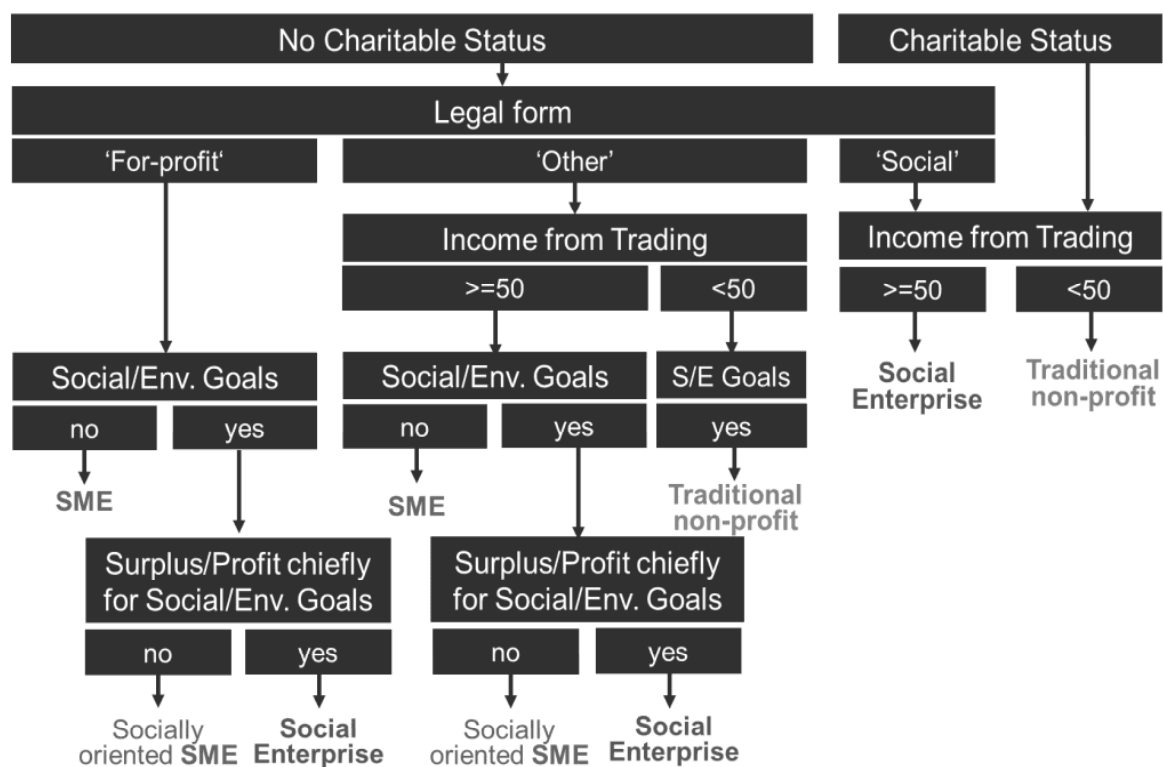 No Charitable Status
Charitable Status
Legal form
‘For-profit‘
‘Other’
‘Social’
Income from Trading
Income from Trading
>=50
<50
>=50
<50
Social/Env. Goals
Social/Env. Goals
S/E Goals
Social
Enterprise
Traditional
non-profit
no
yes
no
yes
yes
SME
SME
Traditional
non-profit
Surplus/Profit chiefly
for Social/Env. Goals
Surplus/Profit chiefly
for Social/Env. Goals
no
yes
no
yes
Socially
oriented SME
Social
Enterprise
Socially
oriented SME
Social
Enterprise